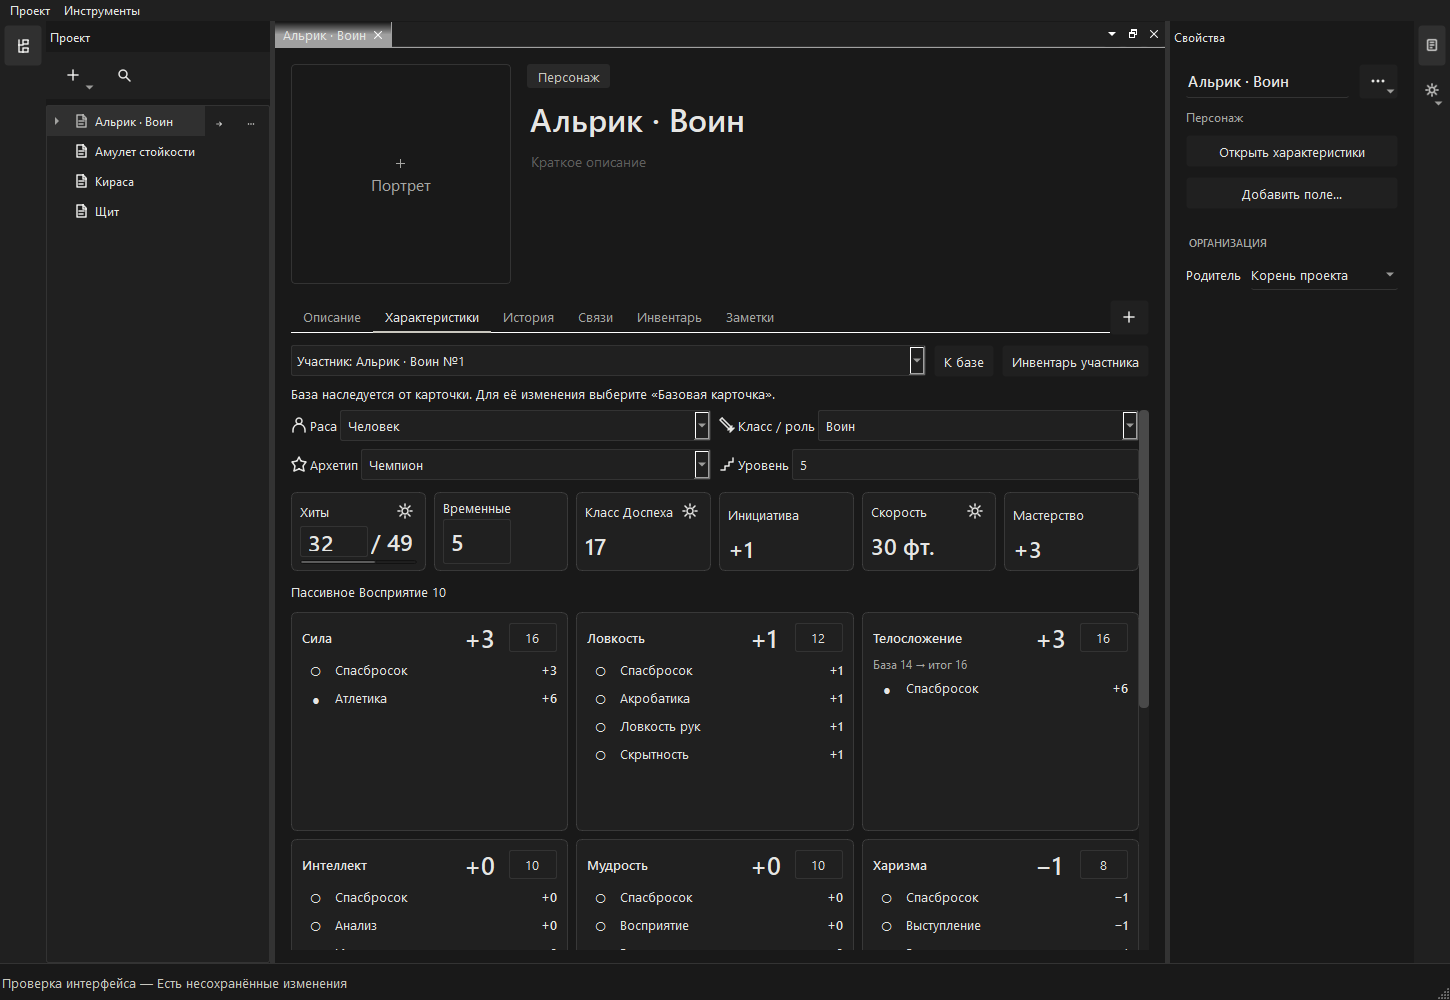 Проект Инструменты
Проект
Альрик · Воин
Амулет стойкости
Кираса
Щит
Альрик · Воин
Персонаж
Альрик · Воин
Краткое описание
+
Портрет
Описание Характеристики История Связи Инвентарь Заметки +
Участник: Альрик · Воин №1 К базе Инвентарь участника
База наследуется от карточки. Для её изменения выберите «Базовая карточка».
Раса Человек Класс / роль Воин
Архетип Чемпион Уровень 5
Хиты Временные Класс Доспеха Инициатива Скорость Мастерство
32 / 49 5 17 +1 30 фт. +3
Пассивное Восприятие 10
Сила +3 16
Спасбросок +3
Атлетика +6
Ловкость +1 12
Спасбросок +1
Акробатика +1
Ловкость рук +1
Скрытность +1
Телосложение +3 16
База 14 → итог 16
Спасбросок +6
Интеллект +0 10
Спасбросок +0
Анализ +0
Мудрость +0 10
Спасбросок +0
Восприятие +0
Харизма −1 8
Спасбросок −1
Выступление −1
Свойства
Альрик · Воин
Персонаж
Открыть характеристики
Добавить поле...
ОРГАНИЗАЦИЯ
Родитель Корень проекта
Проверка интерфейса — Есть несохранённые изменения